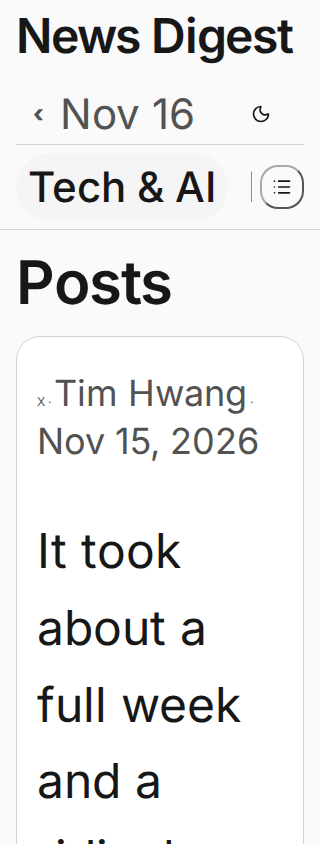 News Digest
‹ Nov 16
Tech & AI
Posts
X · Tim Hwang ·
Nov 15, 2026
It took
about a
full week
and a